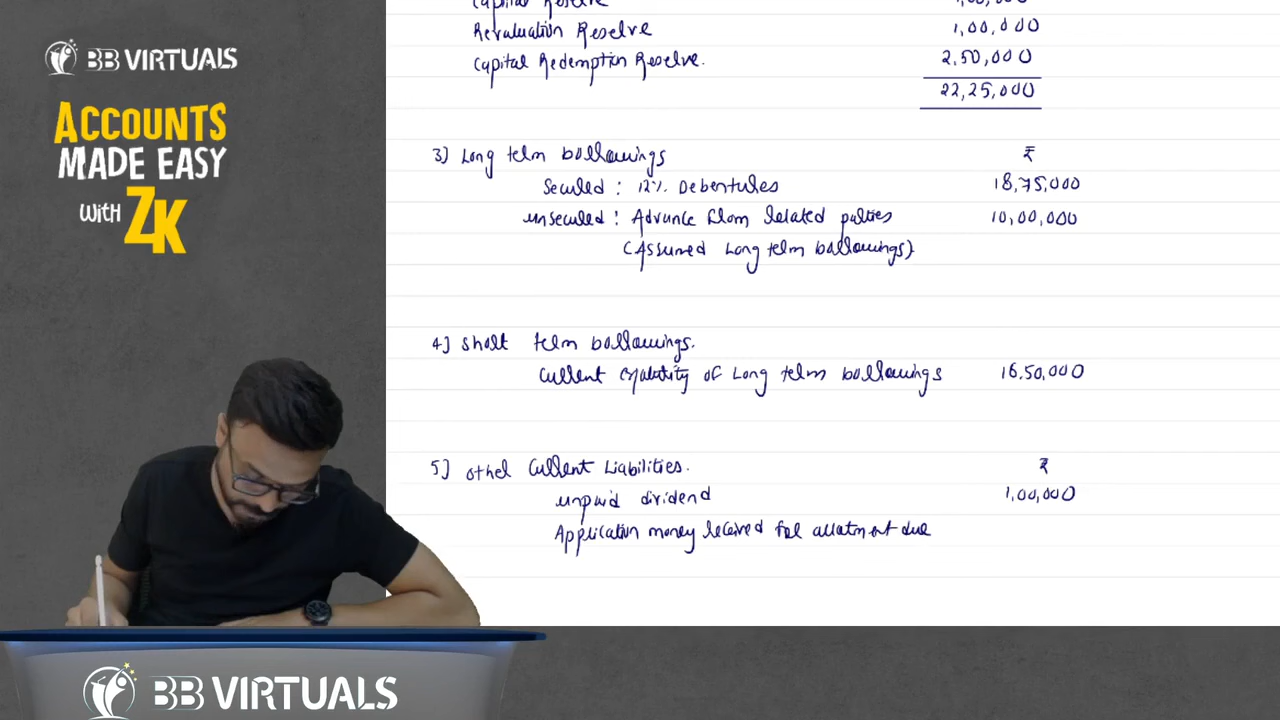 BB VIRTUALS
ACCOUNTS
MADE EASY
WITH ZK
Capital Reserve
Revaluation Reserve 1,00,000
Capital Redemption Reserve. 2,50,000
22,25,000
3) Long term borrowings ₹
Secured : 12% Debentures 18,75,000
unsecured : Advance from related parties 10,00,000
(Assumed Long term borrowings)
4) Short term borrowings.
Current Maturity of Long term borrowings 16,50,000
5) Other Current Liabilities. ₹
unpaid dividend 1,00,000
Application money received for allotment due
BB VIRTUALS